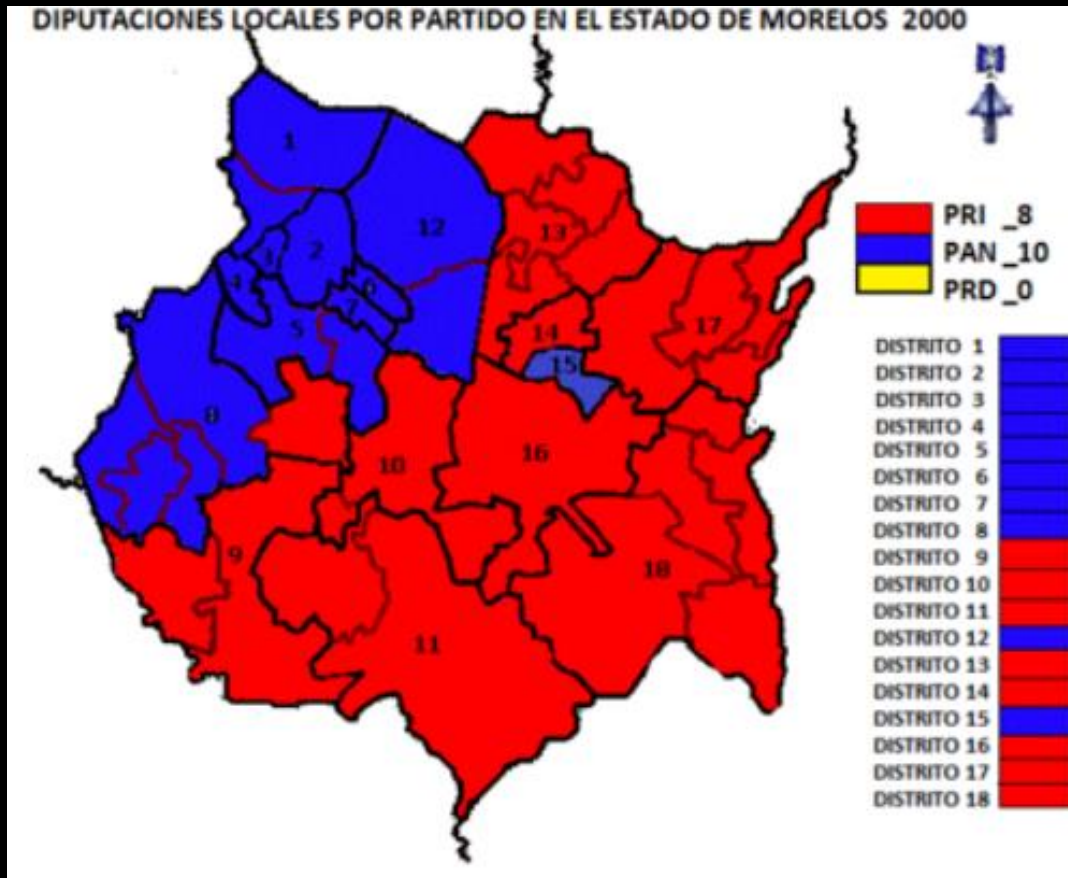 DIPUTACIONES LOCALES POR PARTIDO EN EL ESTADO DE MORELOS 2000
1
12
2
13
3
4
6
7
5
17
14
15
8
16
10
9
18
11
PRI _8
PAN _10
PRD _0
DISTRITO 1
DISTRITO 2
DISTRITO 3
DISTRITO 4
DISTRITO 5
DISTRITO 6
DISTRITO 7
DISTRITO 8
DISTRITO 9
DISTRITO 10
DISTRITO 11
DISTRITO 12
DISTRITO 13
DISTRITO 14
DISTRITO 15
DISTRITO 16
DISTRITO 17
DISTRITO 18